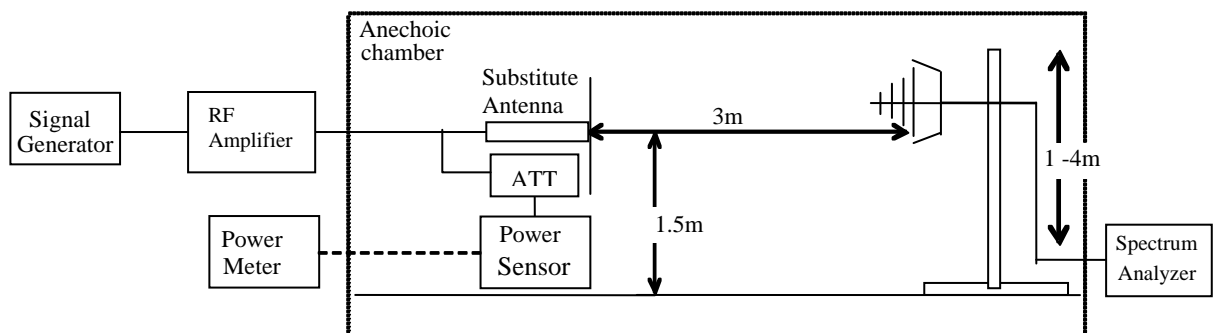 Anechoic
chamber
Substitute
Antenna
Signal
Generator
RF
Amplifier
3m
1 -4m
ATT
1.5m
Power
Meter
Power
Sensor
Spectrum
Analyzer